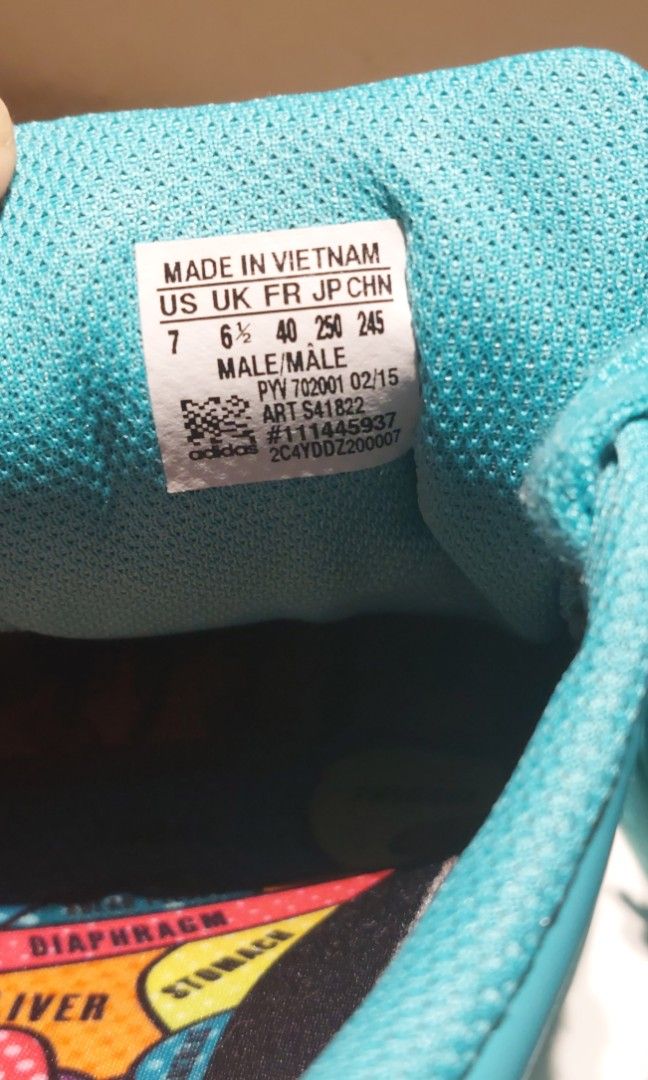 MADE IN VIETNAM
US UK FR JP CHN
7 6½ 40 250 245
MALE/MÂLE
PYV 702001 02/15
ART S41822
#111445937
adidas 2C4YDDZ200007
DIAPHRAGM
STOMACH
LIVER